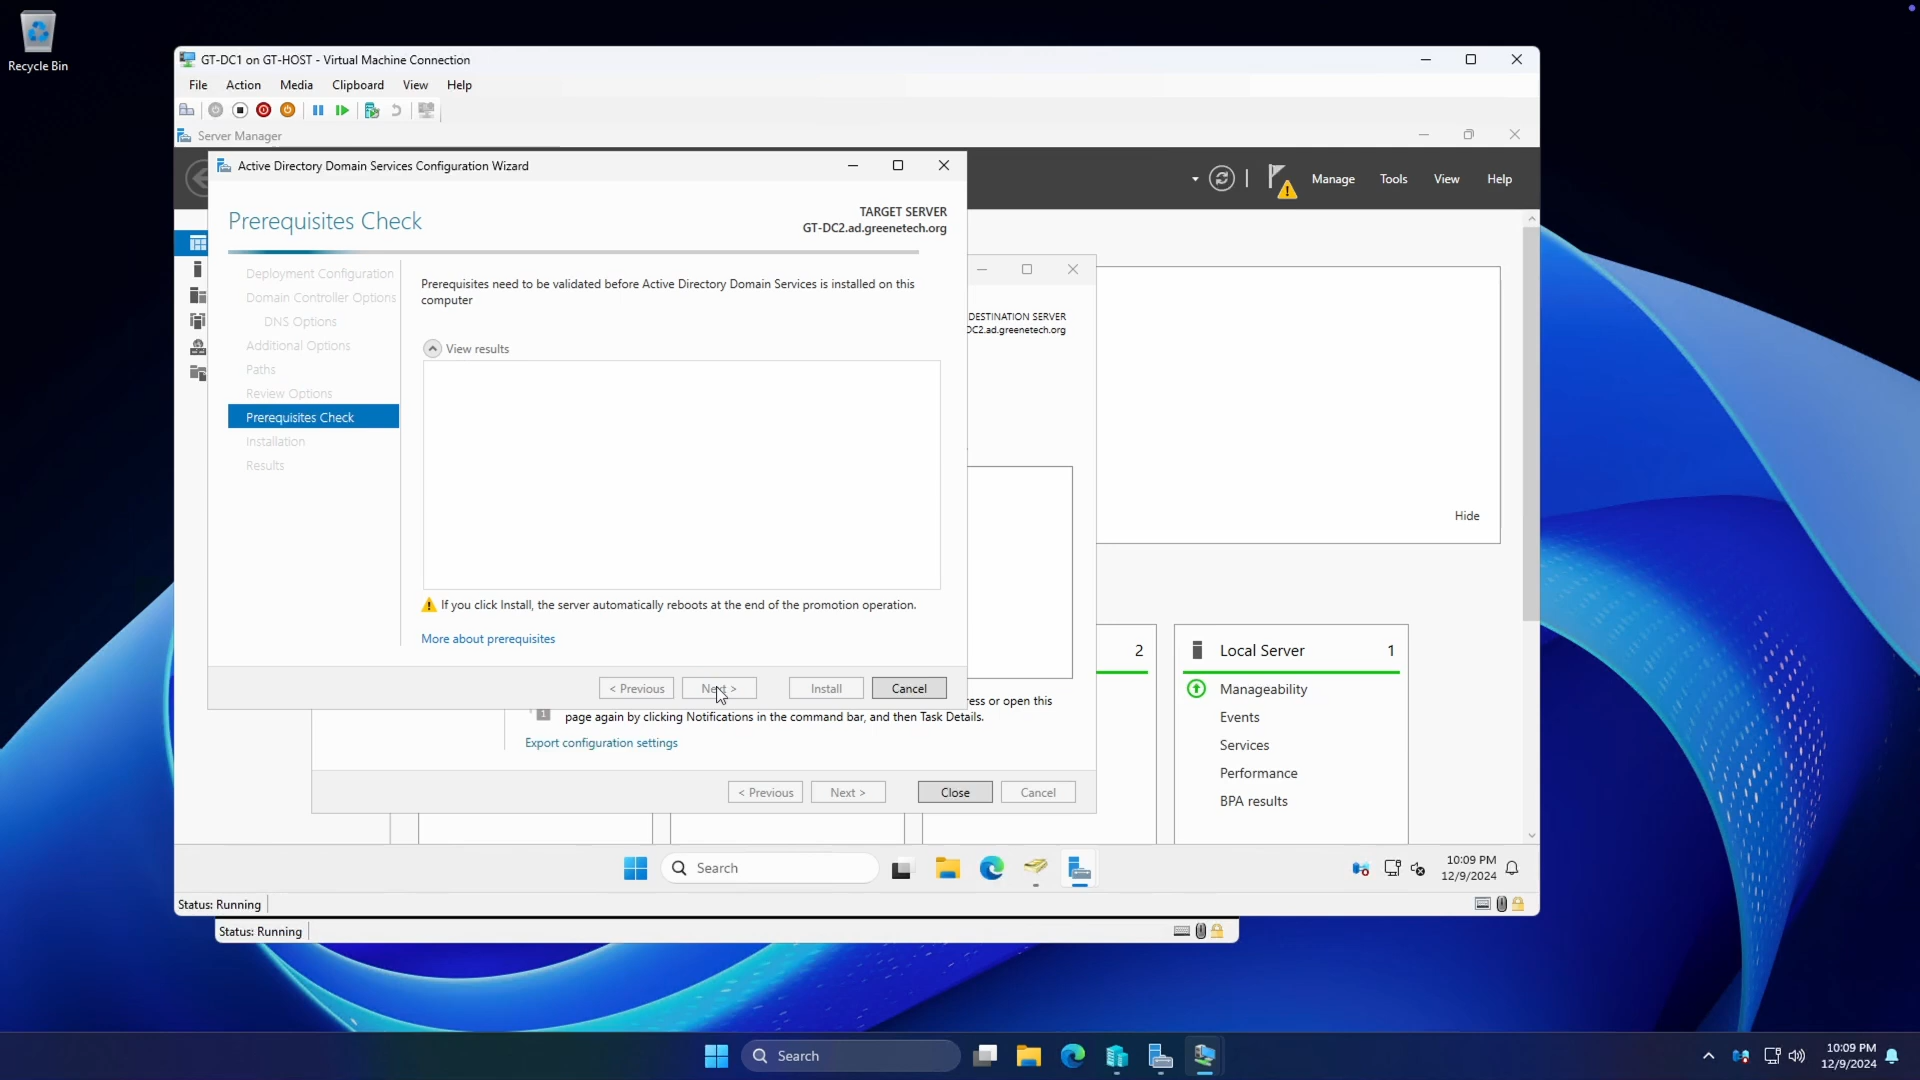 Recycle Bin
GT-DC1 on GT-HOST - Virtual Machine Connection
File Action Media Clipboard View Help
Server Manager
Active Directory Domain Services Configuration Wizard
Manage Tools View Help
Prerequisites Check
TARGET SERVER
GT-DC2.ad.greenetech.org
Deployment Configuration
Domain Controller Options
DNS Options
Additional Options
Paths
Review Options
Prerequisites Check
Installation
Results
Prerequisites need to be validated before Active Directory Domain Services is installed on this
computer
View results
If you click Install, the server automatically reboots at the end of the promotion operation.
More about prerequisites
< Previous Next > Install Cancel
DESTINATION SERVER
DC2.ad.greenetech.org
Hide
2
Local Server 1
Manageability
Events
Services
Performance
BPA results
ess or open this
1
page again by clicking Notifications in the command bar, and then Task Details.
Export configuration settings
< Previous Next > Close Cancel
Search
10:09 PM
12/9/2024
Status: Running
Status: Running
Search
10:09 PM
12/9/2024